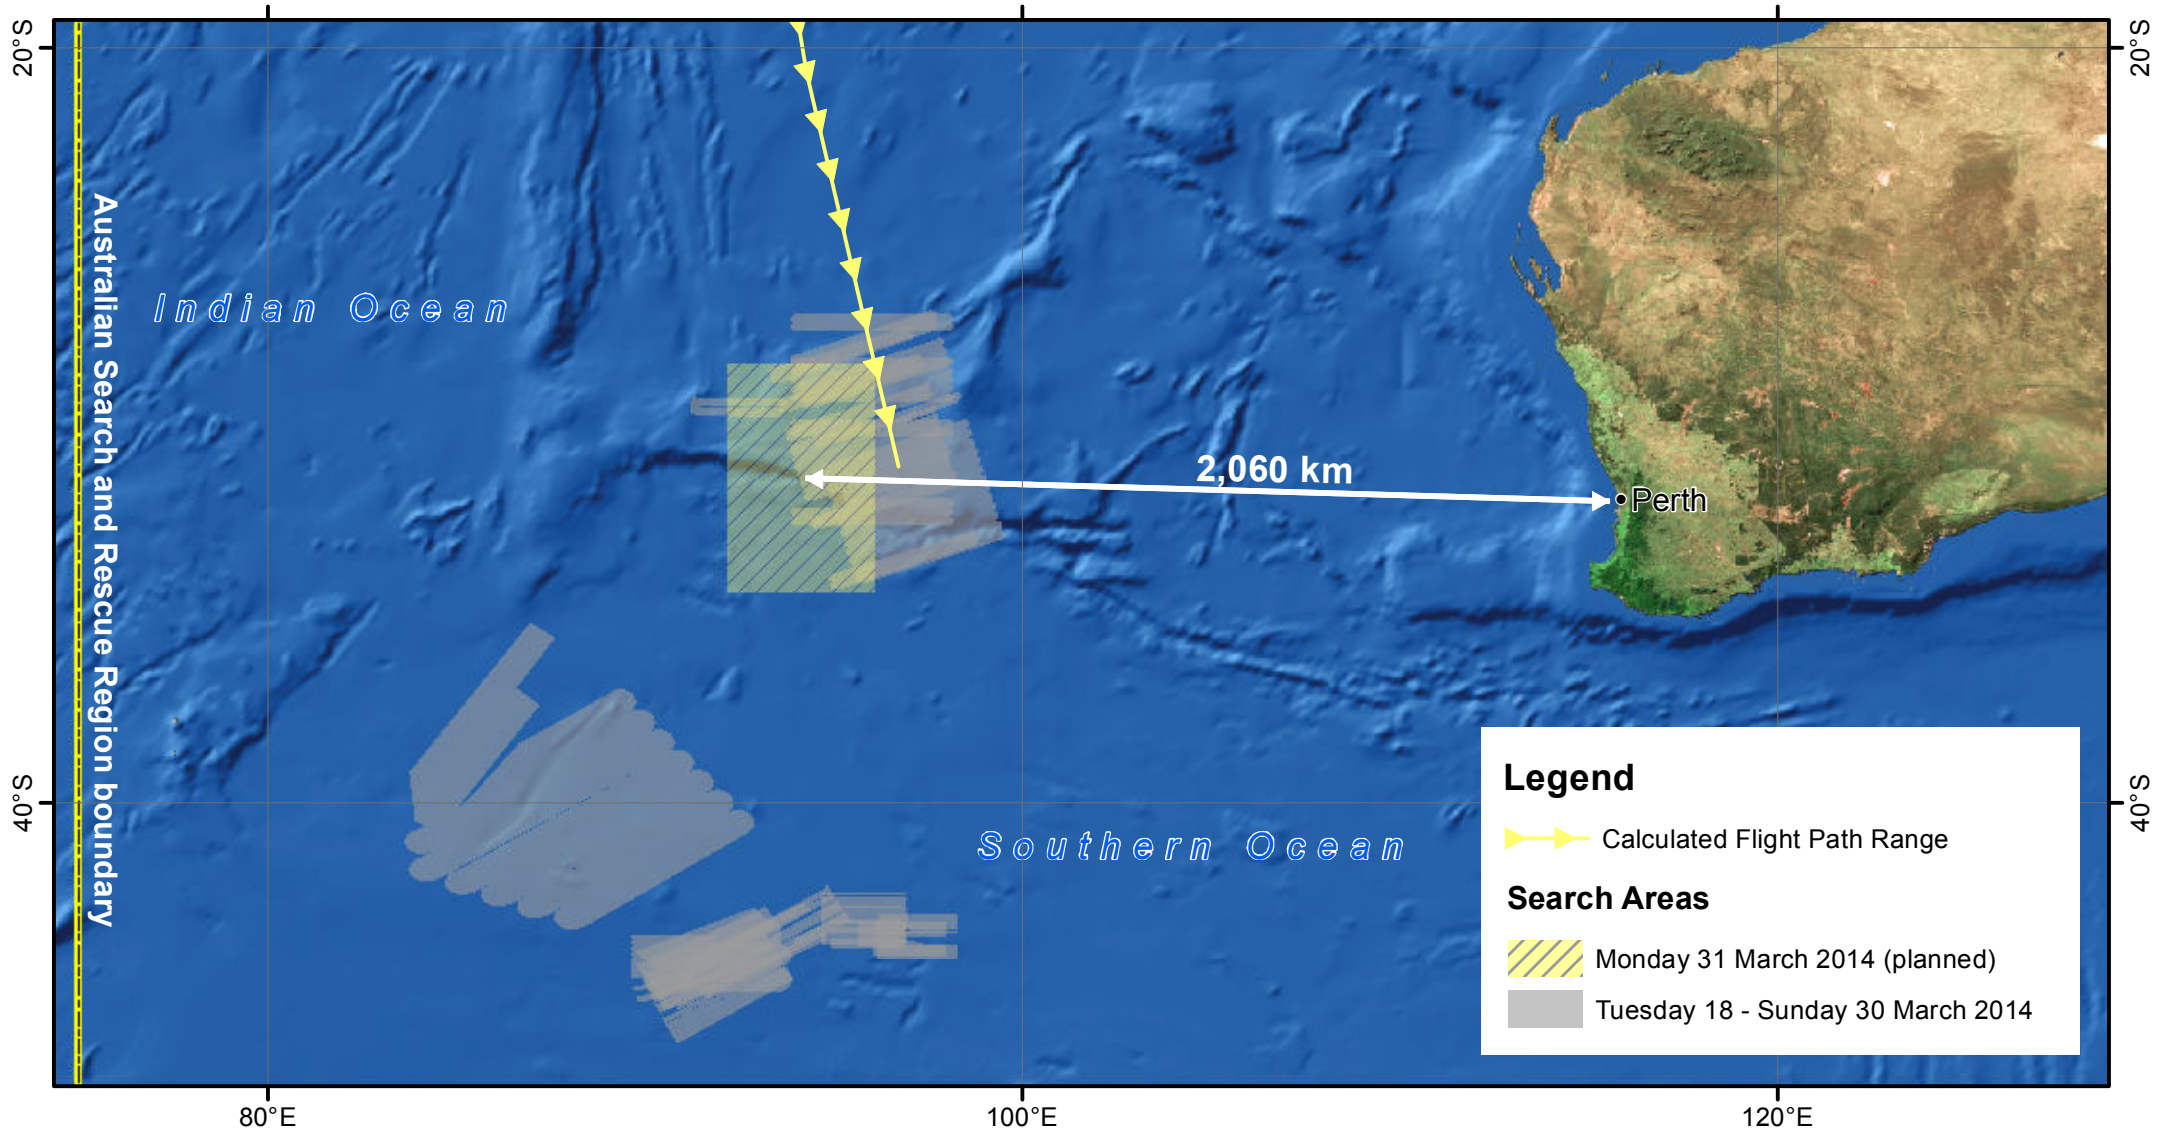 20°S
20°S
Australian Search and Rescue Region boundary
Indian Ocean
2,060 km
Perth
40°S
40°S
Southern Ocean
Legend
Calculated Flight Path Range
Search Areas
Monday 31 March 2014 (planned)
Tuesday 18 - Sunday 30 March 2014
80°E
100°E
120°E